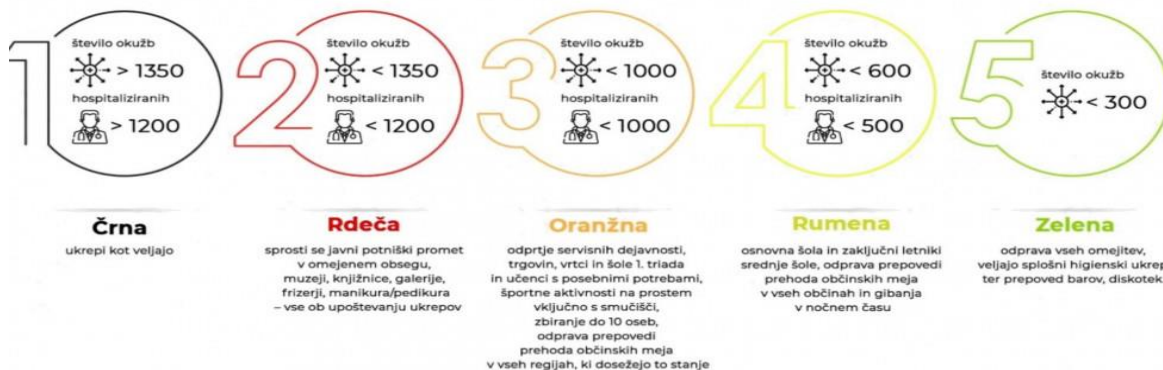 1
število okužb
> 1350
hospitaliziranih
> 1200
Črna
ukrepi kot veljajo
2
število okužb
< 1350
hospitaliziranih
< 1200
Rdeča
sprosti se javni potniški promet
v omejenem obsegu,
muzeji, knjižnice, galerije,
frizerji, manikura/pedikura
– vse ob upoštevanju ukrepov
3
število okužb
< 1000
hospitaliziranih
< 1000
Oranžna
odprtje servisnih dejavnosti,
trgovin, vrtci in šole 1. triada
in učenci s posebnimi potrebami,
športne aktivnosti na prostem
vključno s smučišči,
zbiranje do 10 oseb,
odprava prepovedi
prehoda občinskih meja
v vseh regijah, ki dosežejo to stanje
4
število okužb
< 600
hospitaliziranih
< 500
Rumena
osnovna šola in zaključni letniki
srednje šole, odprava prepovedi
prehoda občinskih meja
v vseh občinah in gibanja
v nočnem času
5
število okužb
< 300
Zelena
odprava vseh omejitev,
veljajo splošni higienski ukrep
ter prepoved barov, diskotek